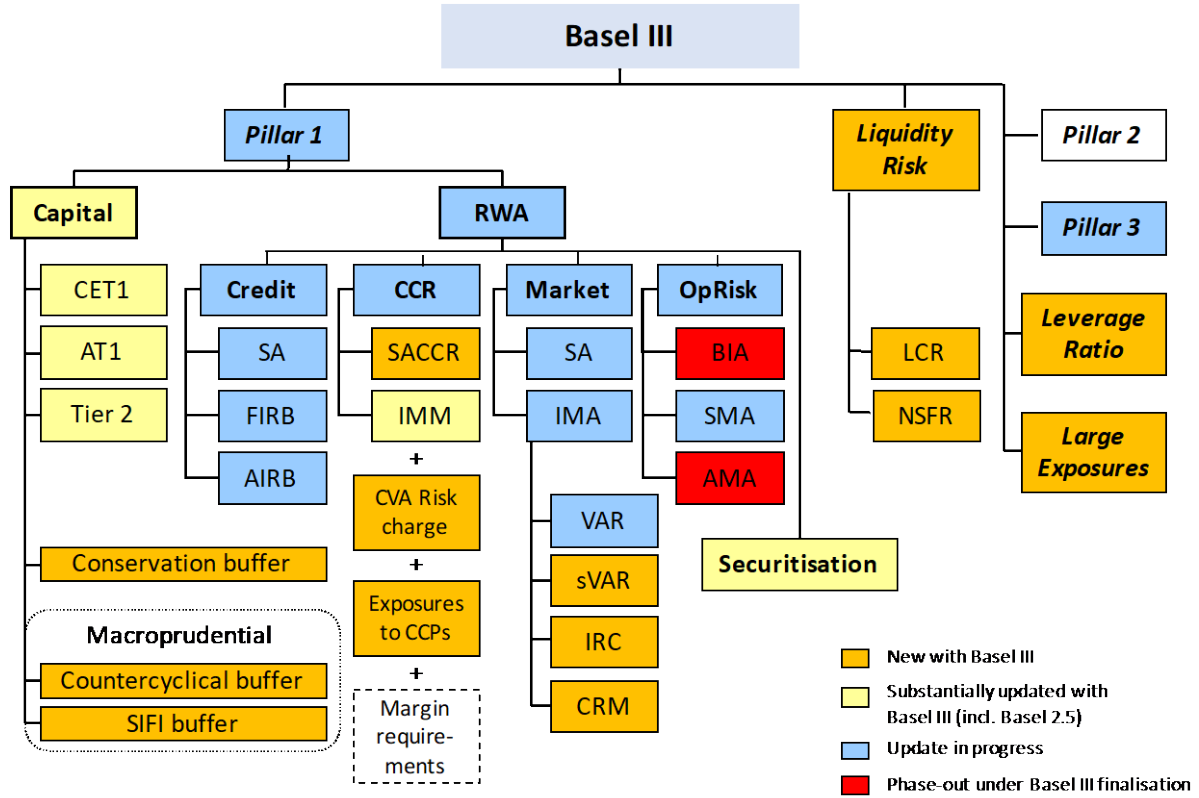 Basel III
Pillar 1
Liquidity
Risk
Pillar 2
Capital
RWA
Pillar 3
CET1
Credit
CCR
Market
OpRisk
Leverage
Ratio
AT1
SA
SACCR
SA
BIA
LCR
Tier 2
FIRB
IMM
IMA
SMA
NSFR
Large
Exposures
AIRB
+
CVA Risk
charge
AMA
VAR
Conservation buffer
+
sVAR
Securitisation
Exposures
to CCPs
Macroprudential
IRC
Countercyclical buffer
+
SIFI buffer
Margin
require-
ments
CRM
New with Basel III
Substantially updated with
Basel III (incl. Basel 2.5)
Update in progress
Phase-out under Basel III finalisation